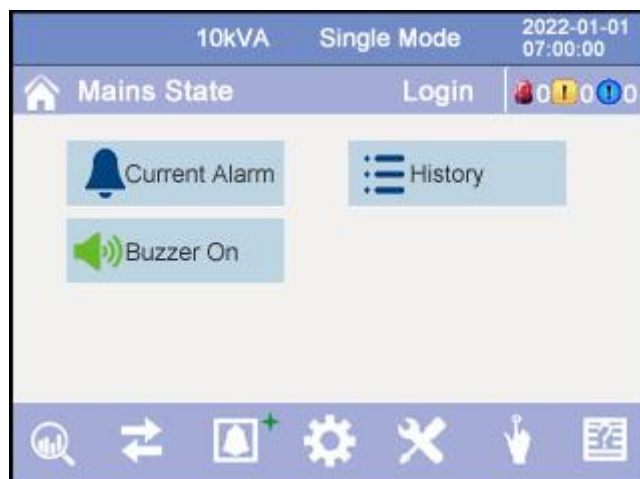 10kVA Single Mode 2022-01-01
07:00:00
Mains State Login 0 ! 0 ! 0
Current Alarm History
Buzzer On